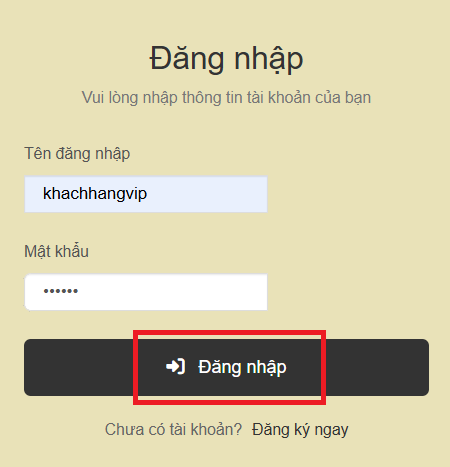 Đăng nhập
Vui lòng nhập thông tin tài khoản của bạn
Tên đăng nhập
khachhangvip
Mật khẩu
••••••
Đăng nhập
Chưa có tài khoản? Đăng ký ngay